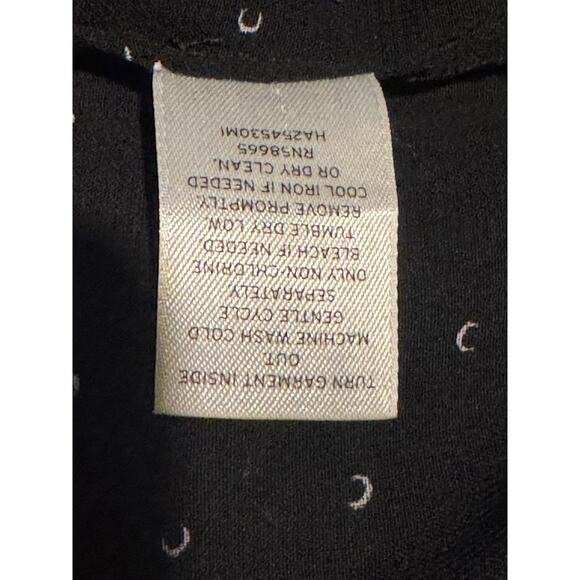 TURN GARMENT INSIDE
OUT.
MACHINE WASH COLD
GENTLE CYCLE
SEPARATELY.
ONLY NON-CHLORINE
BLEACH IF NEEDED
TUMBLE DRY LOW.
REMOVE PROMPTLY.
COOL IRON IF NEEDED
OR DRY CLEAN.
RN58665
HA254530MI